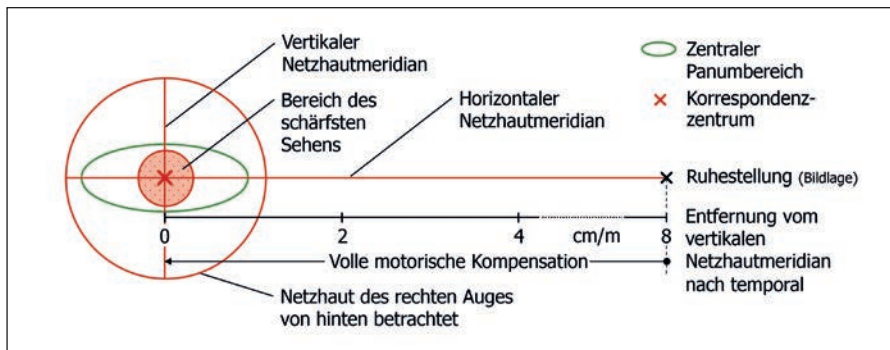 Vertikaler
Netzhautmeridian
Bereich des
schärfsten
Sehens
Horizontaler
Netzhautmeridian
Zentraler
Panumbereich
Korrespondenz-
zentrum
Ruhestellung (Bildlage)
0 2 4 cm/m 8
Entfernung vom
vertikalen
Netzhautmeridian
nach temporal
Volle motorische Kompensation
Netzhaut des rechten Auges
von hinten betrachtet